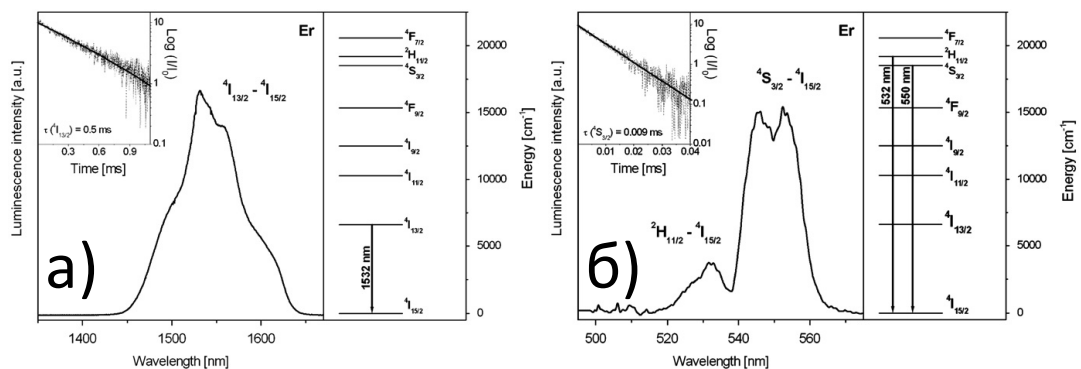 Er
⁴I₁₃/₂ - ⁴I₁₅/₂
Luminescence intensity [a.u.]
Wavelength [nm]
1400 1500 1600
10
1
0.1
Log (I/I₀)
τ (⁴I₁₃/₂) = 0.5 ms
0.3 0.6 0.9
Time [ms]
а)
⁴F₇/₂
²H₁₁/₂
⁴S₃/₂
⁴F₉/₂
⁴I₉/₂
⁴I₁₁/₂
⁴I₁₃/₂
⁴I₁₅/₂
1532 nm
20000
15000
10000
5000
0
Energy [cm⁻¹]
Er
⁴S₃/₂ - ⁴I₁₅/₂
²H₁₁/₂ - ⁴I₁₅/₂
Luminescence intensity [a.u.]
Wavelength [nm]
500 520 540 560
10
1
0.1
0.01
Log (I/I₀)
τ (⁴S₃/₂) = 0.009 ms
0.01 0.02 0.03 0.04
Time [ms]
б)
⁴F₇/₂
²H₁₁/₂
⁴S₃/₂
⁴F₉/₂
⁴I₉/₂
⁴I₁₁/₂
⁴I₁₃/₂
⁴I₁₅/₂
532 nm
550 nm
20000
15000
10000
5000
0
Energy [cm⁻¹]